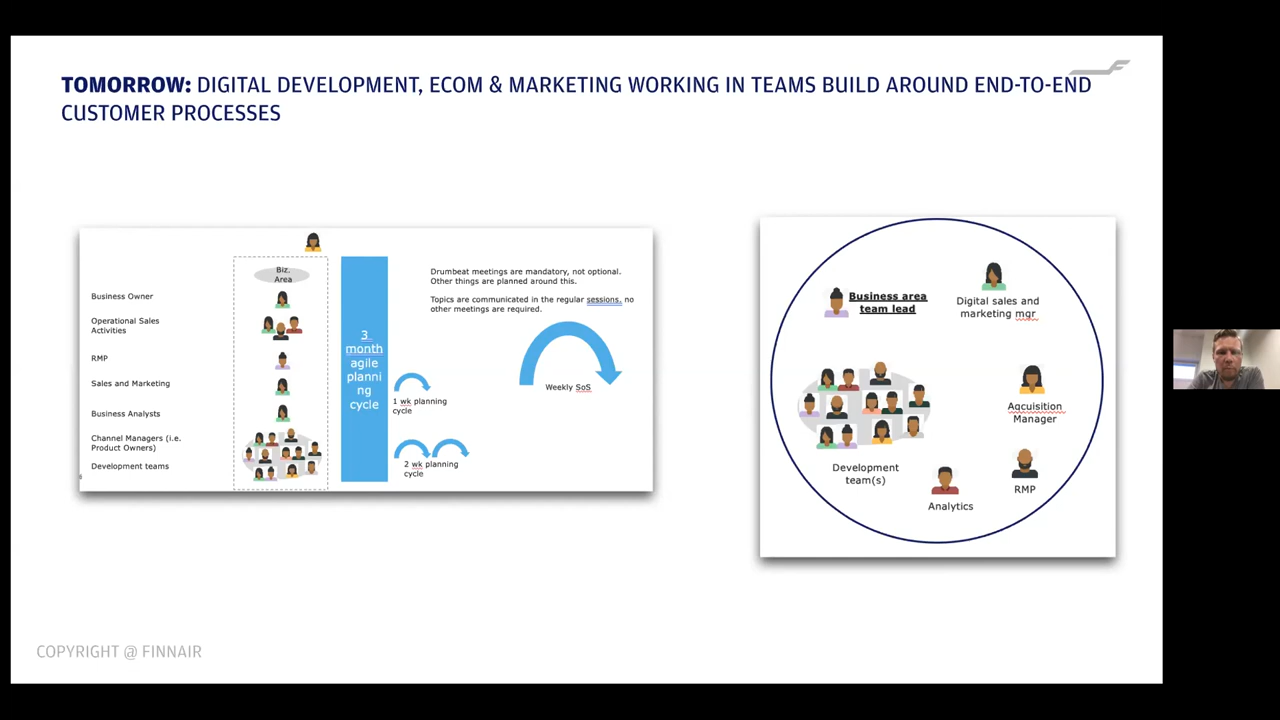 TOMORROW: DIGITAL DEVELOPMENT, ECOM & MARKETING WORKING IN TEAMS BUILD AROUND END-TO-END
CUSTOMER PROCESSES
Biz.
Area
Business Owner
Operational Sales
Activities
RMP
Sales and Marketing
Business Analysts
Channel Managers (i.e.
Product Owners)
Development teams
3
month
agile
planni
ng
cycle
Drumbeat meetings are mandatory, not optional.
Other things are planned around this.
Topics are communicated in the regular sessions, no
other meetings are required.
Weekly SoS
1 wk planning
cycle
2 wk planning
cycle
Business area
team lead
Digital sales and
marketing mgr
Aqcuisition
Manager
Development
team(s)
RMP
Analytics
COPYRIGHT @ FINNAIR